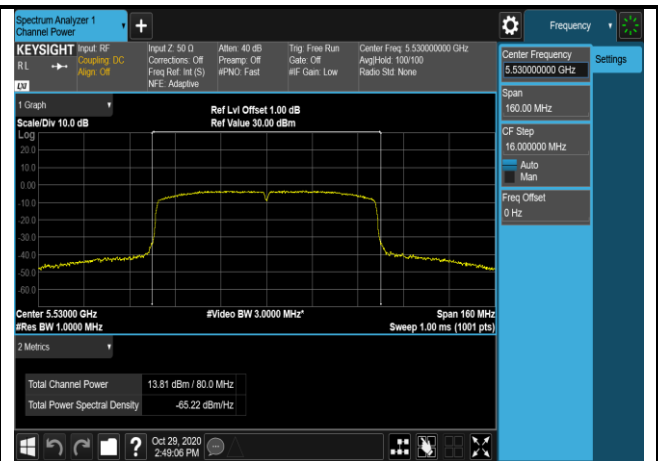 Spectrum Analyzer 1
Channel Power
+
Frequency
KEYSIGHT
RL
LXI
Input: RF
Coupling: DC
Align: Off
Input Z: 50 Ω
Corrections: Off
Freq Ref: Int (S)
NFE: Adaptive
Atten: 40 dB
Preamp: Off
#PNO: Fast
Trig: Free Run
Gate: Off
#IF Gain: Low
Center Freq: 5.530000000 GHz
Avg|Hold: 100/100
Radio Std: None
Center Frequency
5.530000000 GHz
Settings
Span
160.00 MHz
CF Step
16.000000 MHz
Auto
Man
Freq Offset
0 Hz
1 Graph
Scale/Div 10.0 dB
Ref Lvl Offset 1.00 dB
Ref Value 30.00 dBm
Log
20.0
10.0
0.00
-10.0
-20.0
-30.0
-40.0
-50.0
-60.0
Center 5.53000 GHz
#Res BW 1.0000 MHz
#Video BW 3.0000 MHz*
Span 160 MHz
Sweep 1.00 ms (1001 pts)
2 Metrics
Total Channel Power 13.81 dBm / 80.0 MHz
Total Power Spectral Density -65.22 dBm/Hz
?
Oct 29, 2020
2:49:06 PM